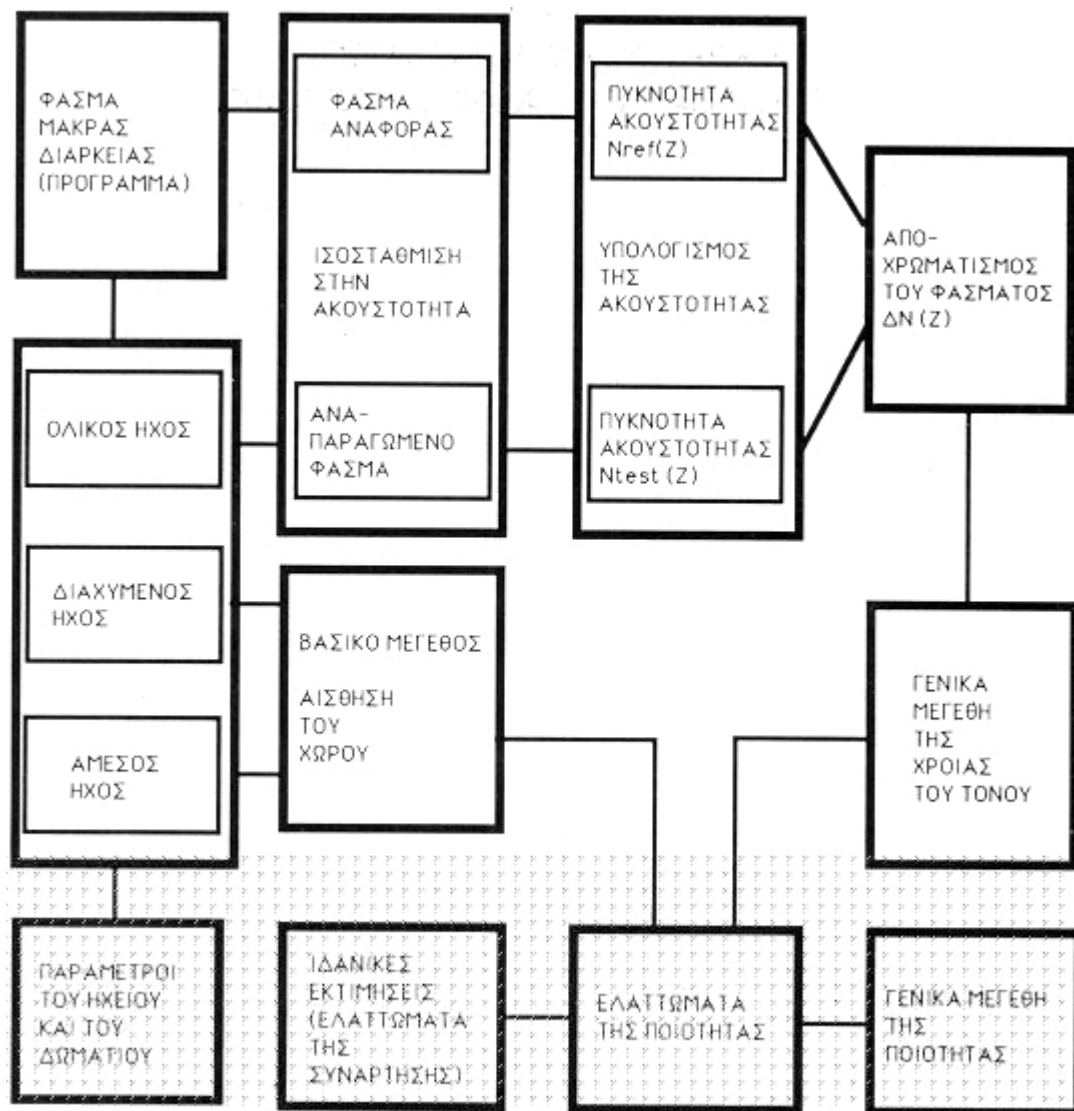 ΦΑΣΜΑ
ΜΑΚΡΑΣ
ΔΙΑΡΚΕΙΑΣ
(ΠΡΟΓΡΑΜΜΑ)
ΦΑΣΜΑ
ΑΝΑΦΟΡΑΣ
ΙΣΟΣΤΑΘΜΙΣΗ
ΣΤΗΝ
ΑΚΟΥΣΤΟΤΗΤΑ
ΑΝΑ-
ΠΑΡΑΓΩΜΕΝΟ
ΦΑΣΜΑ
ΠΥΚΝΟΤΗΤΑ
ΑΚΟΥΣΤΟΤΗΤΑΣ
Nref(Z)
ΥΠΟΛΟΓΙΣΜΟΣ
ΤΗΣ
ΑΚΟΥΣΤΟΤΗΤΑΣ
ΠΥΚΝΟΤΗΤΑ
ΑΚΟΥΣΤΟΤΗΤΑΣ
Ntest (Z)
ΑΠΟ-
ΧΡΩΜΑΤΙΣΜΟΣ
ΤΟΥ ΦΑΣΜΑΤΟΣ
ΔΝ (Ζ)
ΟΛΙΚΟΣ ΗΧΟΣ
ΔΙΑΧΥΜΕΝΟΣ
ΗΧΟΣ
ΑΜΕΣΟΣ
ΗΧΟΣ
ΒΑΣΙΚΟ ΜΕΓΕΘΟΣ
ΑΙΣΘΗΣΗ
ΤΟΥ
ΧΩΡΟΥ
ΓΕΝΙΚΑ
ΜΕΓΕΘΗ
ΤΗΣ
ΧΡΟΙΑΣ
ΤΟΥ ΤΟΝΟΥ
ΠΑΡΑΜΕΤΡΟΙ
ΤΟΥ ΗΧΕΙΟΥ
ΚΑΙ ΤΟΥ
ΔΩΜΑΤΙΟΥ
ΙΔΑΝΙΚΕΣ
ΕΚΤΙΜΗΣΕΙΣ
(ΕΛΑΤΤΩΜΑΤΑ
ΤΗΣ
ΣΥΝΑΡΤΗΣΗΣ)
ΕΛΑΤΤΩΜΑΤΑ
ΤΗΣ ΠΟΙΟΤΗΤΑΣ
ΓΕΝΙΚΑ ΜΕΓΕΘΗ
ΤΗΣ
ΠΟΙΟΤΗΤΑΣ